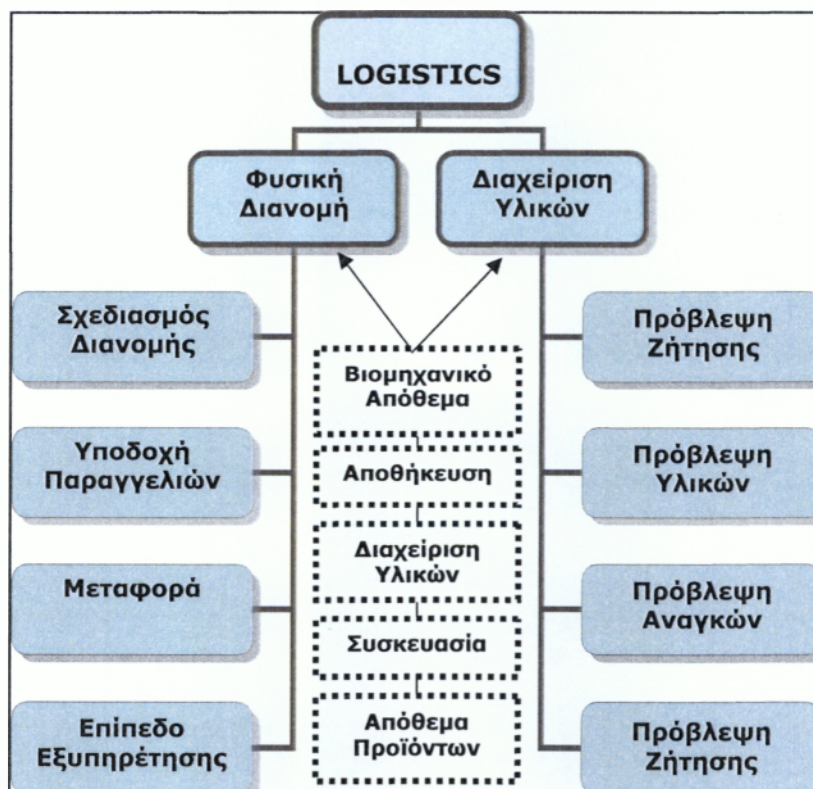 LOGISTICS
Φυσική
Διανομή
Διαχείριση
Υλικών
Σχεδιασμός
Διανομής
Υποδοχή
Παραγγελιών
Μεταφορά
Επίπεδο
Εξυπηρέτησης
Βιομηχανικό
Απόθεμα
Αποθήκευση
Διαχείριση
Υλικών
Συσκευασία
Απόθεμα
Προϊόντων
Πρόβλεψη
Ζήτησης
Πρόβλεψη
Υλικών
Πρόβλεψη
Αναγκών
Πρόβλεψη
Ζήτησης